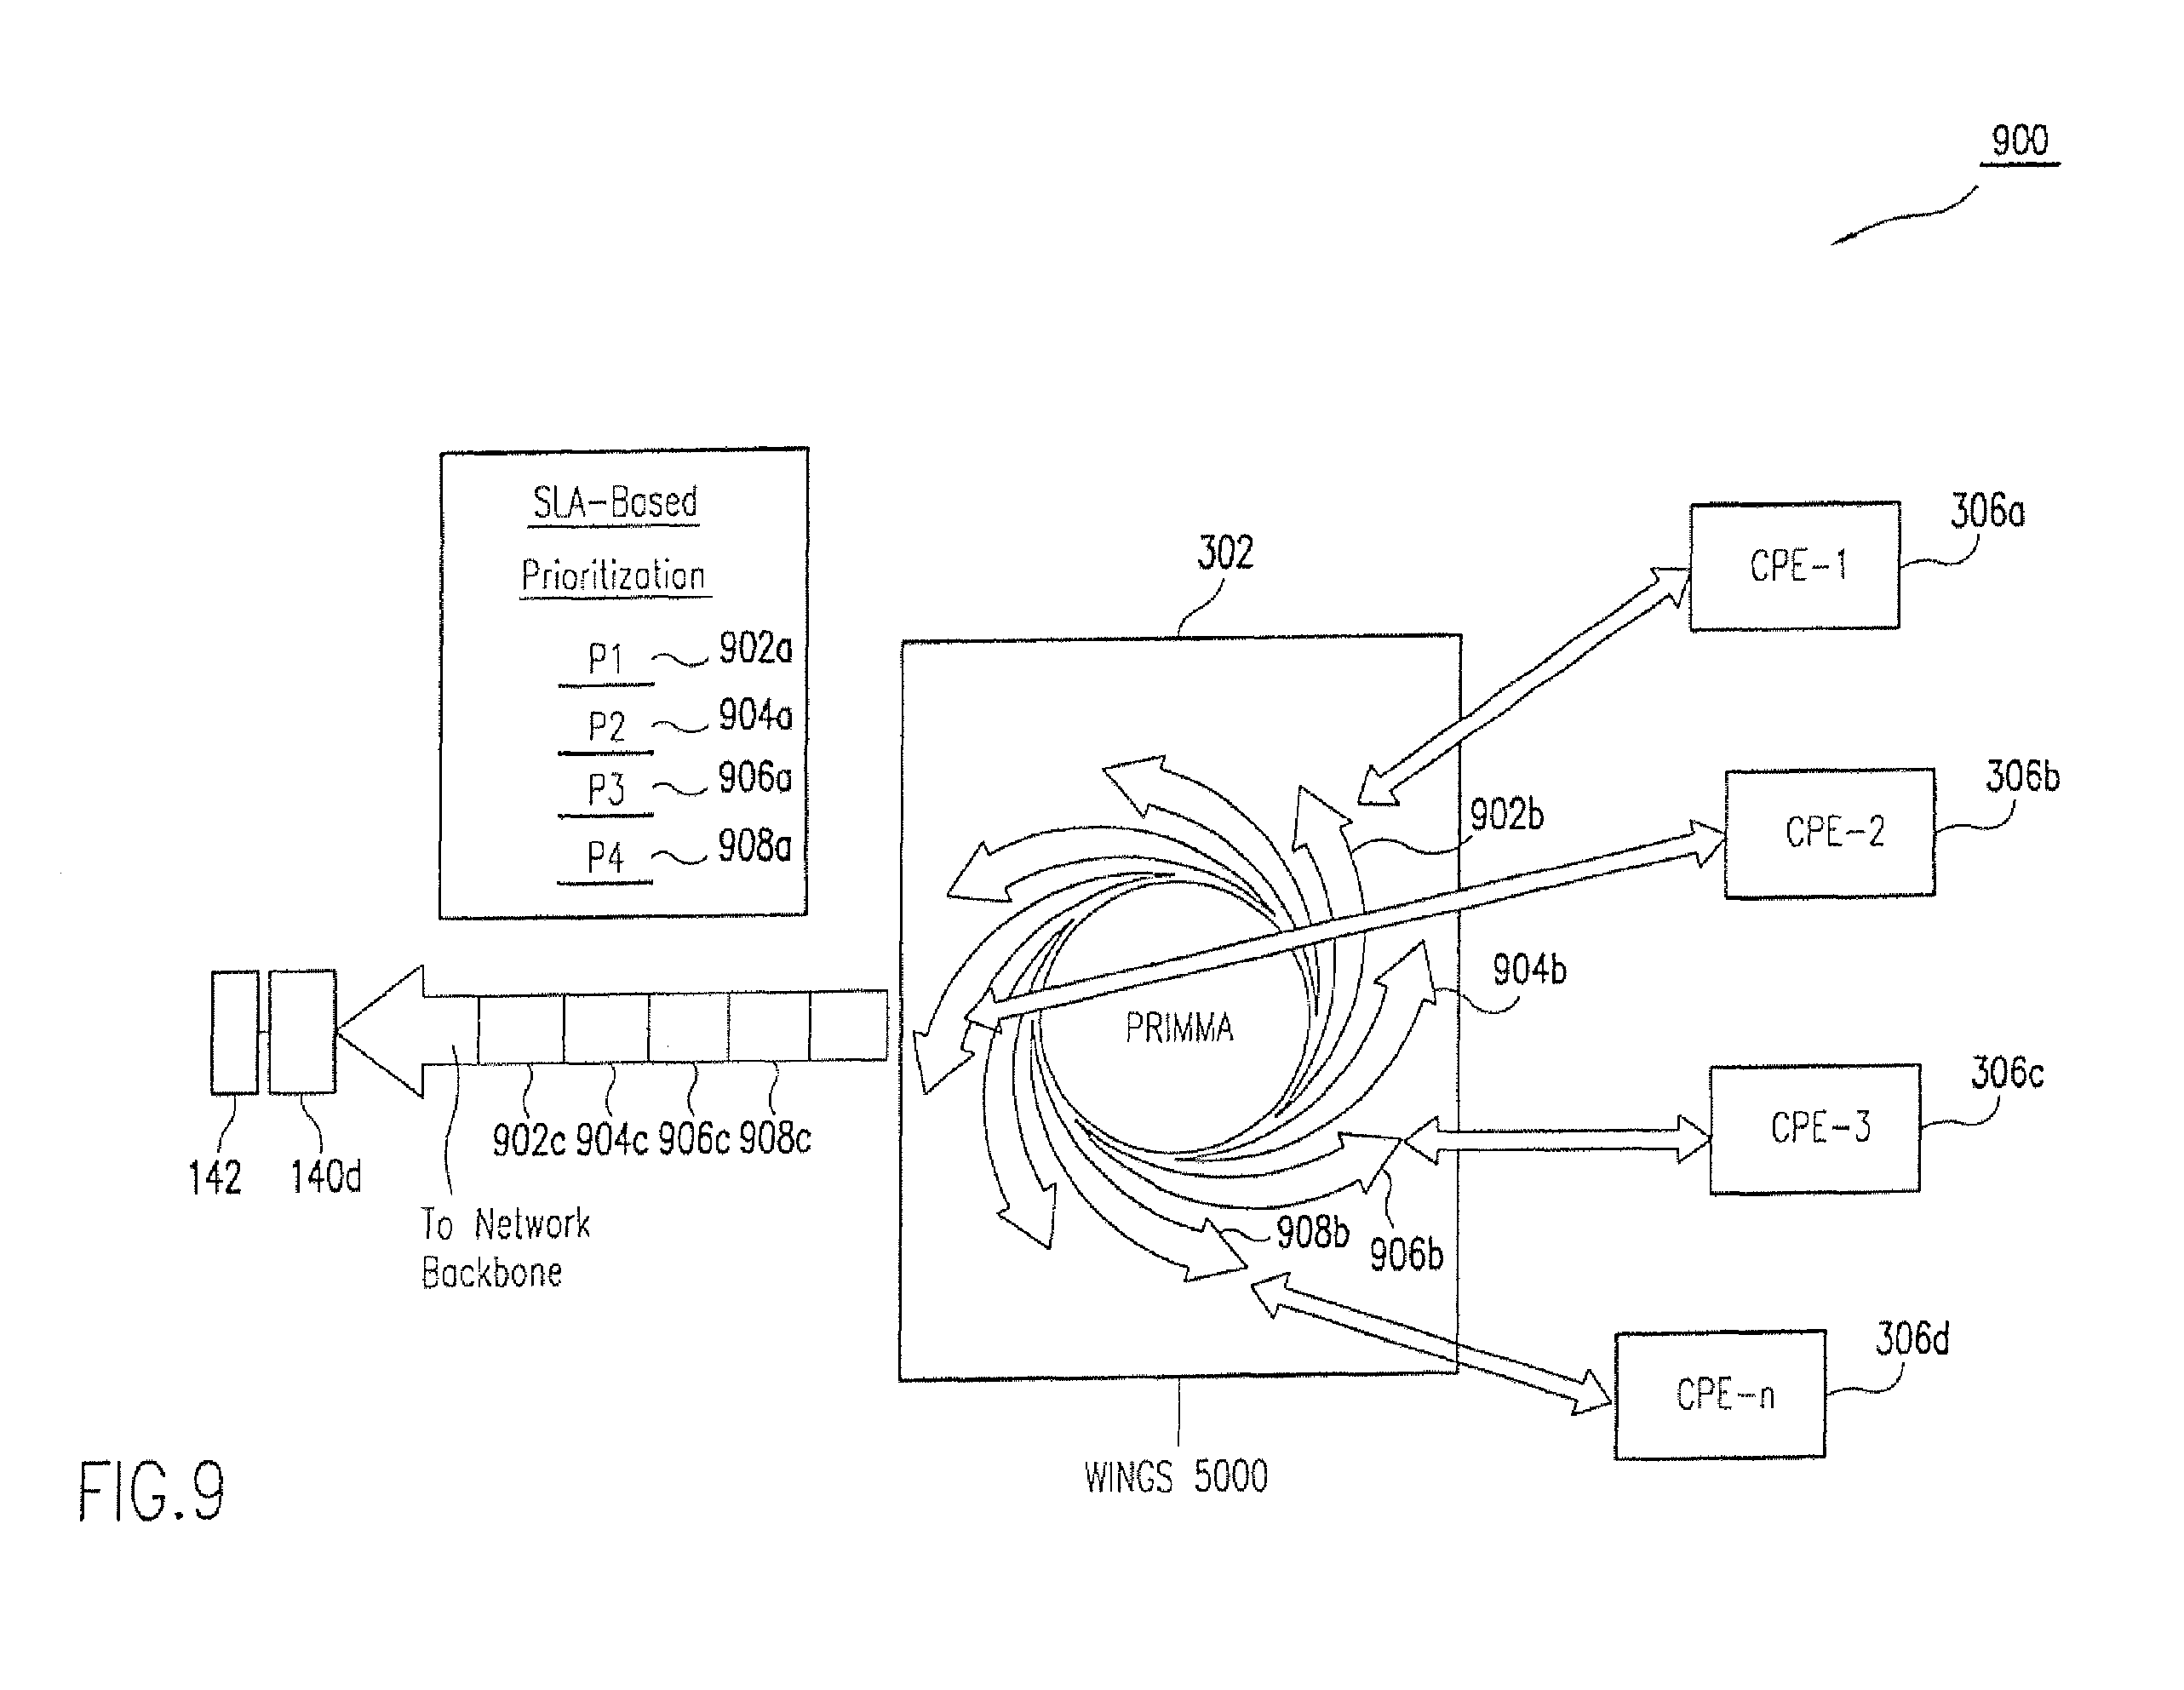 900
SLA-Based
Prioritization
P1 902a
P2 904a
P3 906a
P4 908a
302
CPE-1 306a
CPE-2 306b
CPE-3 306c
CPE-n 306d
902b
904b
906b
908b
PRIMMA
142 140d
902c 904c 906c 908c
To Network
Backbone
WINGS 5000
FIG.9